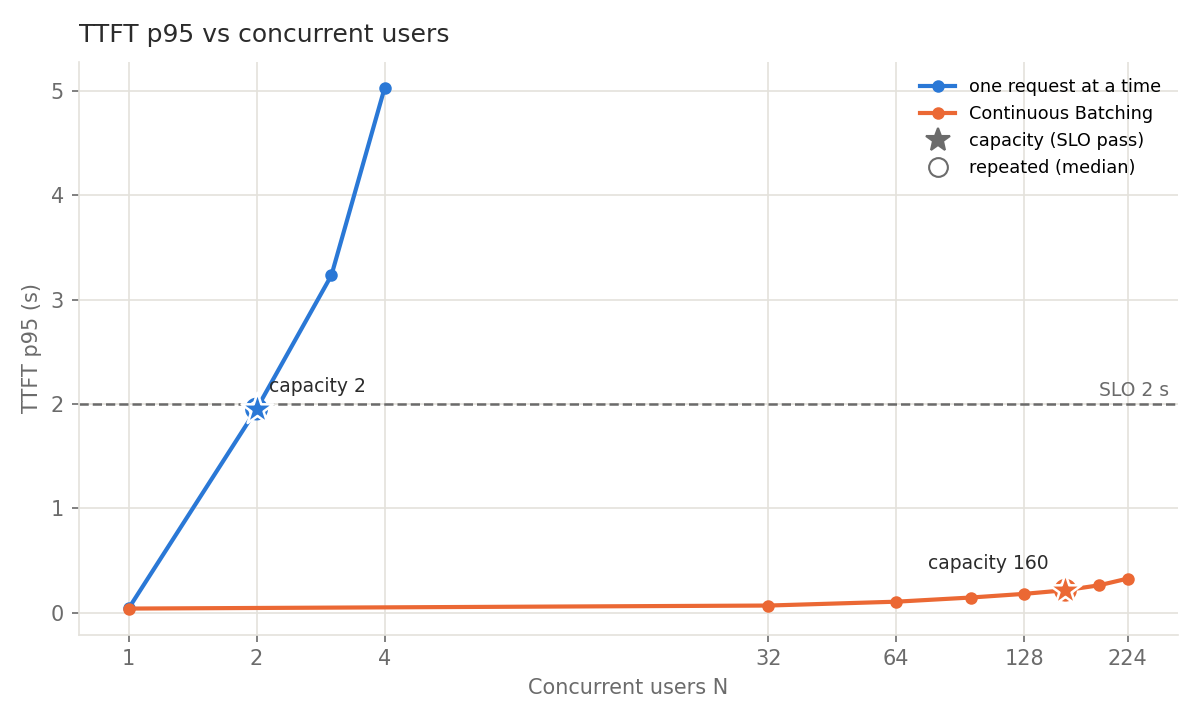 TTFT p95 vs concurrent users
one request at a time
Continuous Batching
capacity (SLO pass)
repeated (median)
5
4
3
2
1
0
TTFT p95 (s)
capacity 2
SLO 2 s
capacity 160
1
2
4
32
64
128
224
Concurrent users N